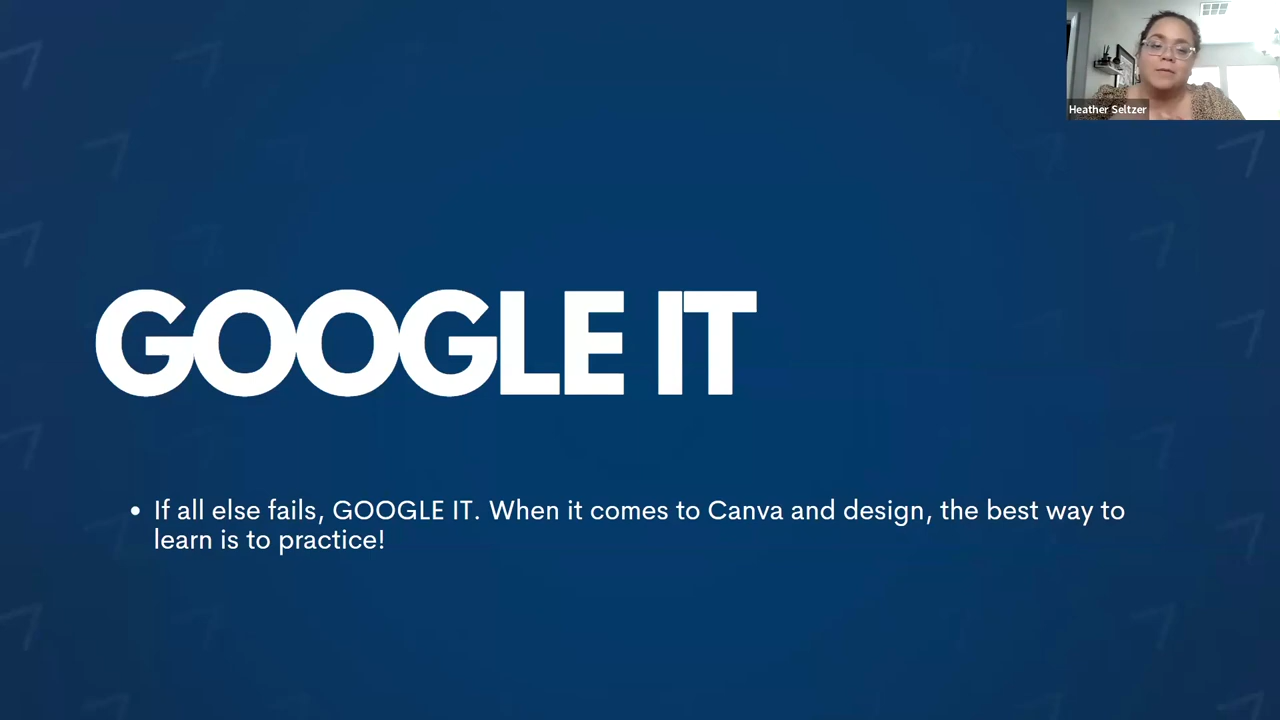 Heather Seltzer
GOOGLE IT
• If all else fails, GOOGLE IT. When it comes to Canva and design, the best way to
learn is to practice!